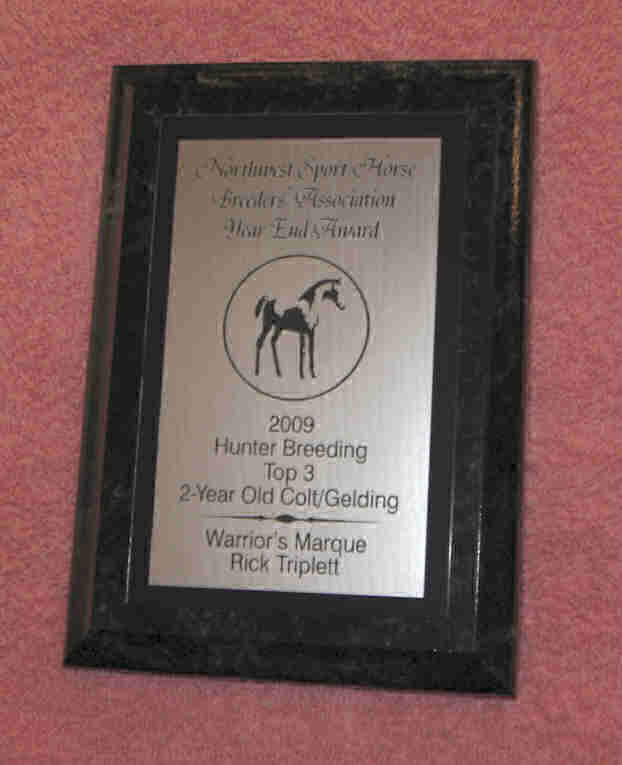 Northwest Sport Horse
Breeders' Association
Year End Award
2009
Hunter Breeding
Top 3
2-Year Old Colt/Gelding
Warrior's Marque
Rick Triplett